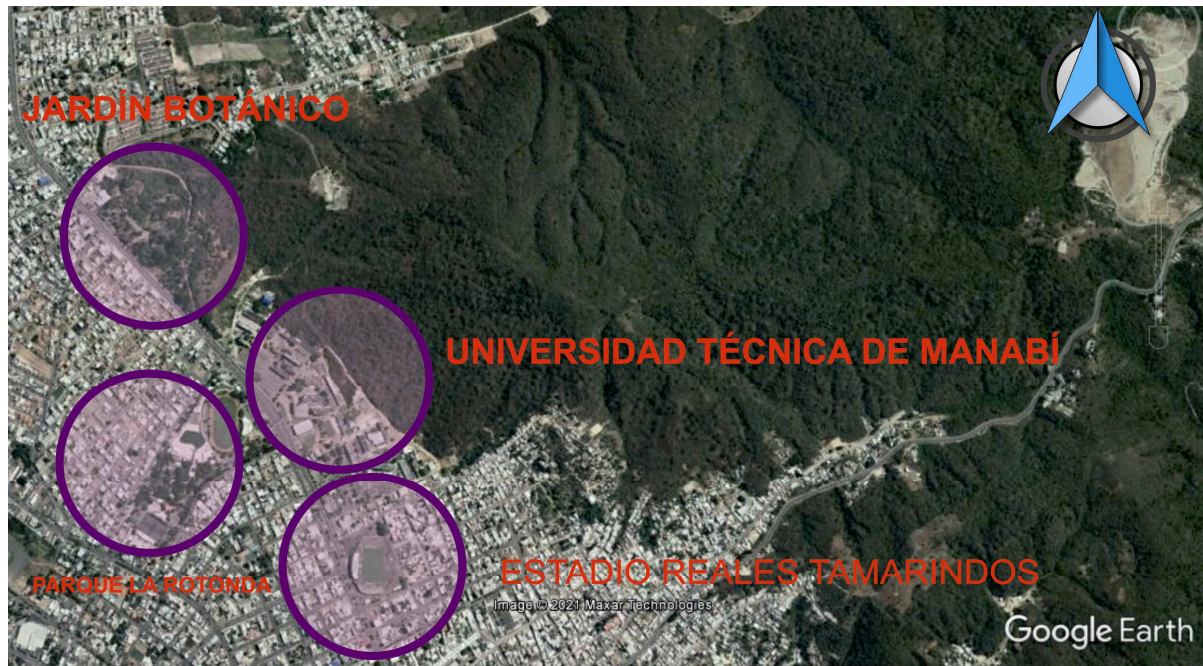 JARDÍN BOTÁNICO
UNIVERSIDAD TÉCNICA DE MANABÍ
PARQUE LA ROTONDA
ESTADIO REALES TAMARINDOS
Image © 2021 Maxar Technologies
Google Earth